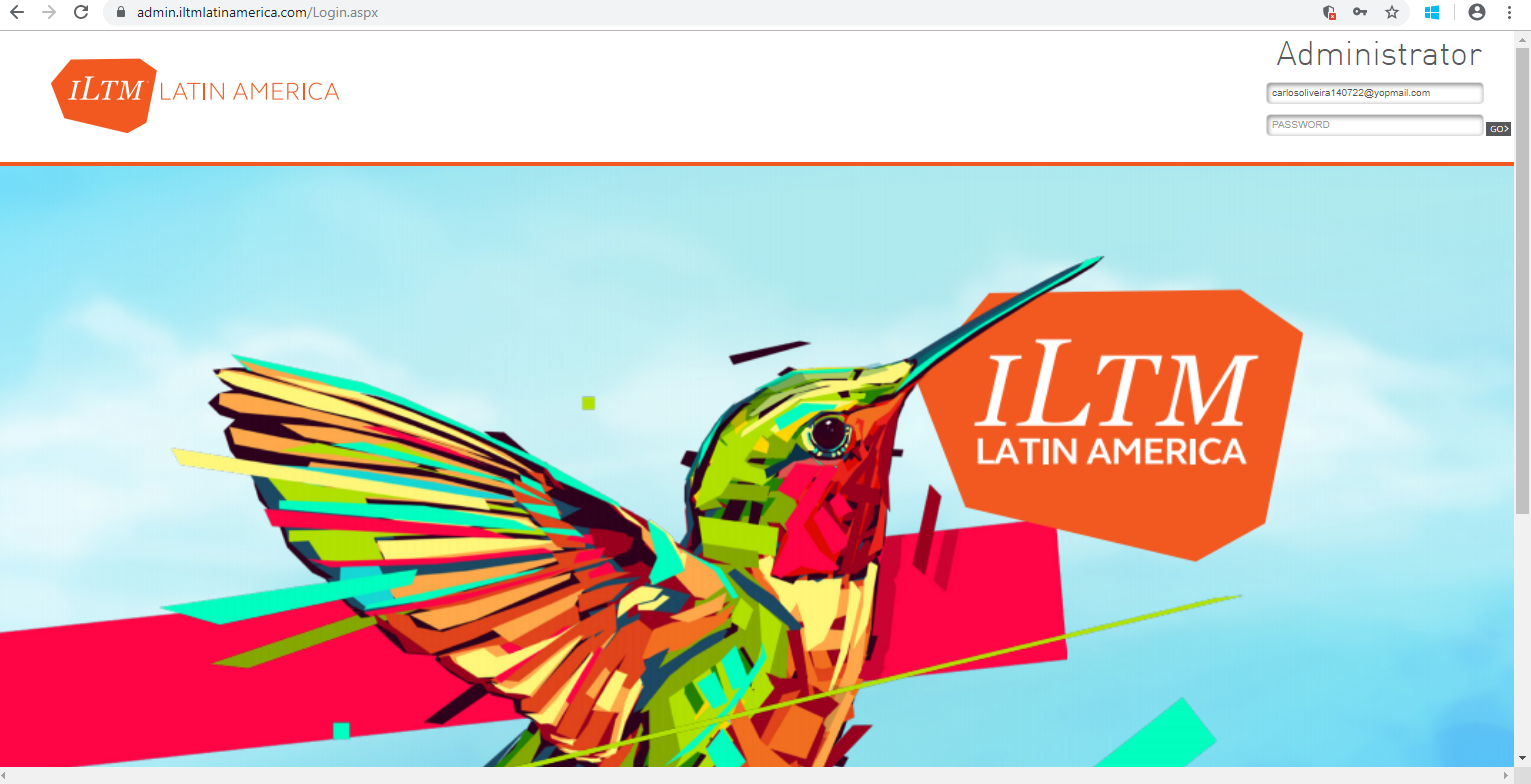 admin.iltmlatinamerica.com/Login.aspx
Administrator
ILTM LATIN AMERICA
carlosoliveira140722@yopmail.com
PASSWORD
GO>
ILTM
LATIN AMERICA